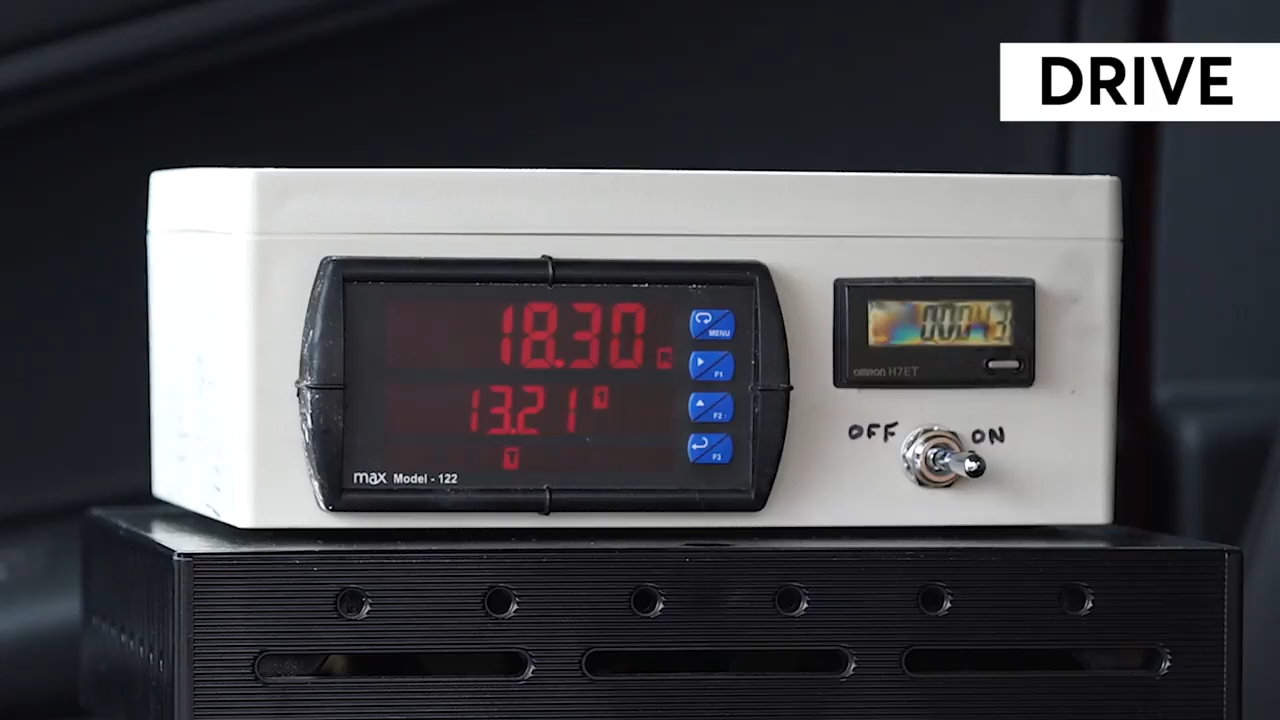 DRIVE
18.30
13.21
MENU
F1
F2
F3
max Model - 122
omron H7ET
OFF ON